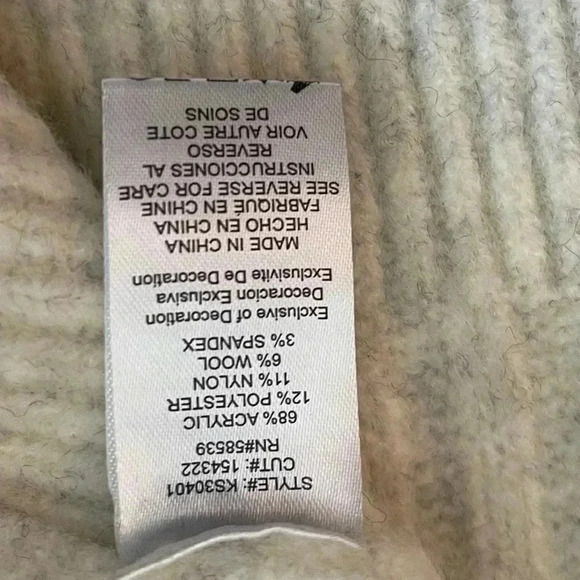 STYLE#: KS30401
CUT#: 154322
RN#58539
68% ACRYLIC
12% POLYESTER
11% NYLON
6% WOOL
3% SPANDEX
Exclusive of Decoration
Decoracion Exclusiva
Exclusivite De Decoration
MADE IN CHINA
HECHO EN CHINA
FABRIQUÉ EN CHINE
SEE REVERSE FOR CARE
INSTRUCCIONES AL
REVERSO
VOIR AUTRE COTE
DE SOINS